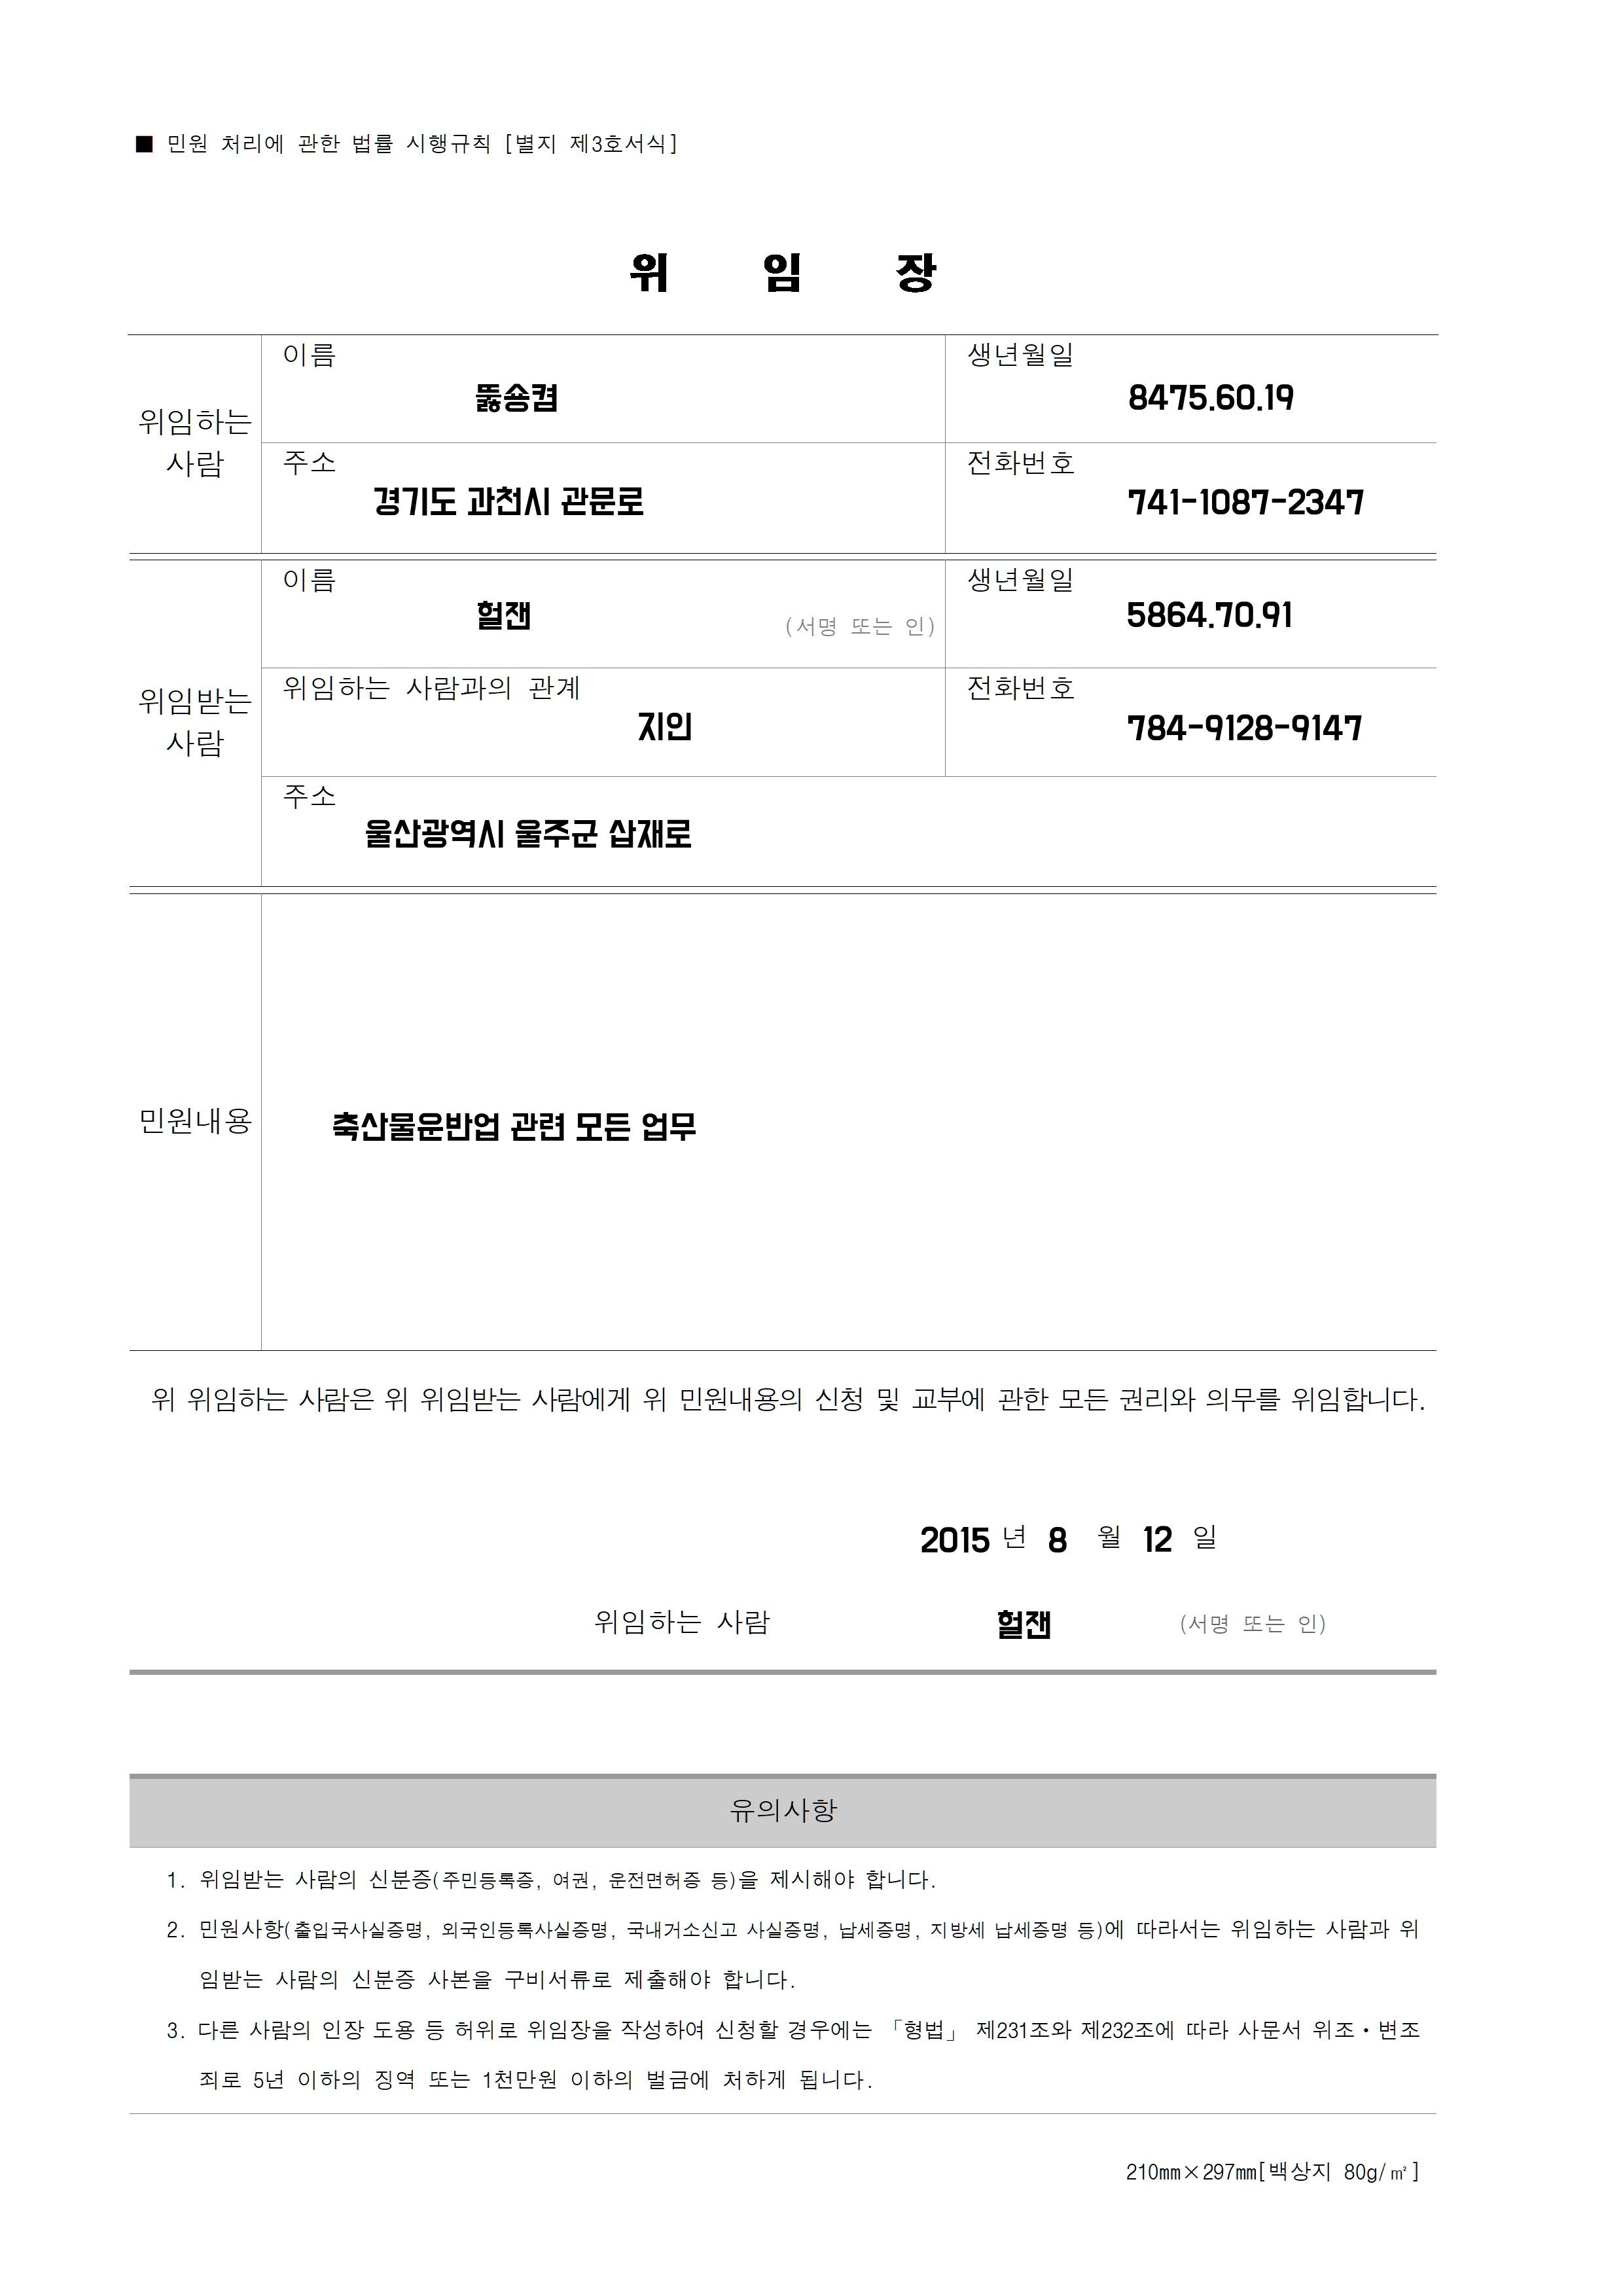 ■ 민원 처리에 관한 법률 시행규칙 [별지 제3호서식]
위 임 장
위임하는 사람
이름
뚫숑켬
생년월일
8475.60.19
주소
경기도 과천시 관문로
전화번호
741-1087-2347
위임받는 사람
이름
헐잰
(서명 또는 인)
생년월일
5864.70.91
위임하는 사람과의 관계
지인
전화번호
784-9128-9147
주소
울산광역시 울주군 삽재로
민원내용
축산물운반업 관련 모든 업무
위 위임하는 사람은 위 위임받는 사람에게 위 민원내용의 신청 및 교부에 관한 모든 권리와 의무를 위임합니다.
2015 년 8 월 12 일
위임하는 사람 헐잰 (서명 또는 인)
유의사항
1. 위임받는 사람의 신분증(주민등록증, 여권, 운전면허증 등)을 제시해야 합니다.
2. 민원사항(출입국사실증명, 외국인등록사실증명, 국내거소신고 사실증명, 납세증명, 지방세 납세증명 등)에 따라서는 위임하는 사람과 위
임받는 사람의 신분증 사본을 구비서류로 제출해야 합니다.
3. 다른 사람의 인장 도용 등 허위로 위임장을 작성하여 신청할 경우에는 「형법」 제231조와 제232조에 따라 사문서 위조·변조
죄로 5년 이하의 징역 또는 1천만원 이하의 벌금에 처하게 됩니다.
210㎜×297㎜[백상지 80g/㎡]